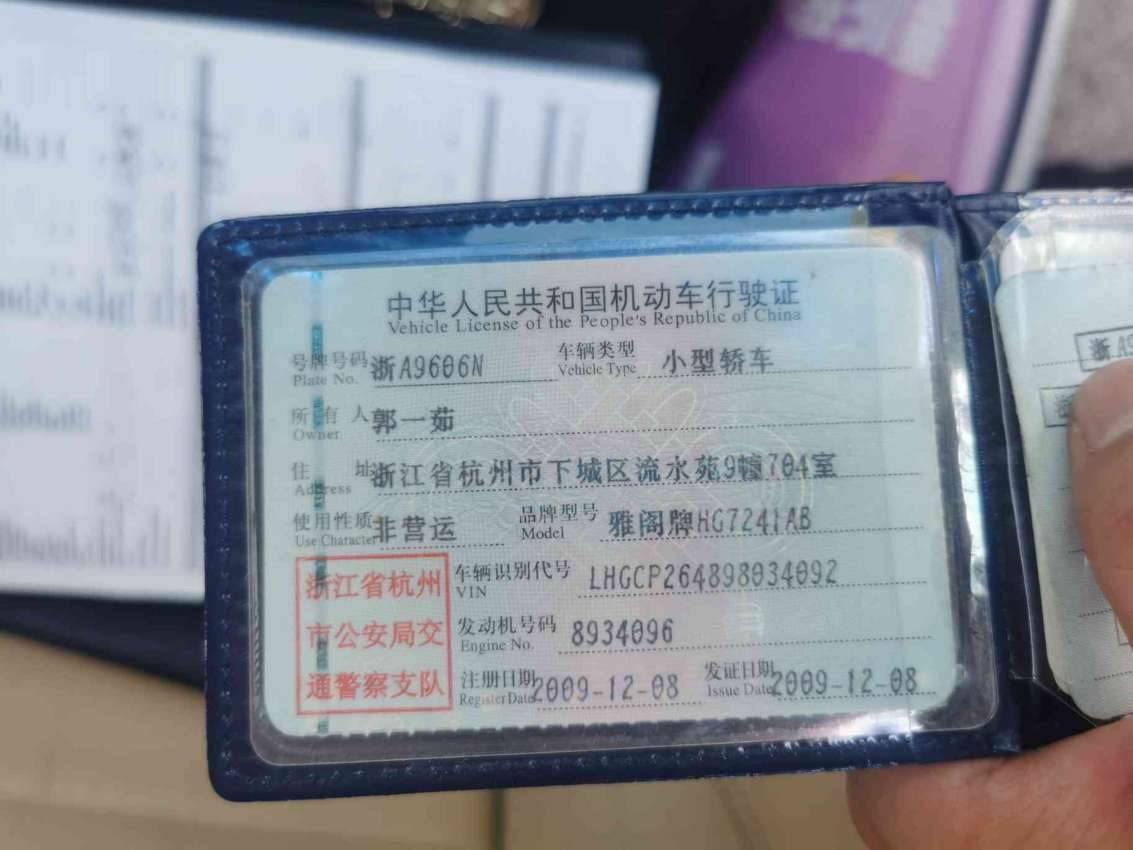 中华人民共和国机动车行驶证
Vehicle License of the People's Republic of China
号牌号码 浙A9606N 车辆类型 小型轿车
Plate No. Vehicle Type
所有人 郭一茹
Owner
住址 浙江省杭州市下城区流水苑9幢704室
Address
使用性质 非营运 品牌型号 雅阁牌HG7241AB
Use Character Model
浙江省杭州
市公安局交
通警察支队
车辆识别代号 LHGCP264898034092
VIN
发动机号码 8934096
Engine No.
注册日期 2009-12-08 发证日期 2009-12-08
Register Date Issue Date
浙A9
浙